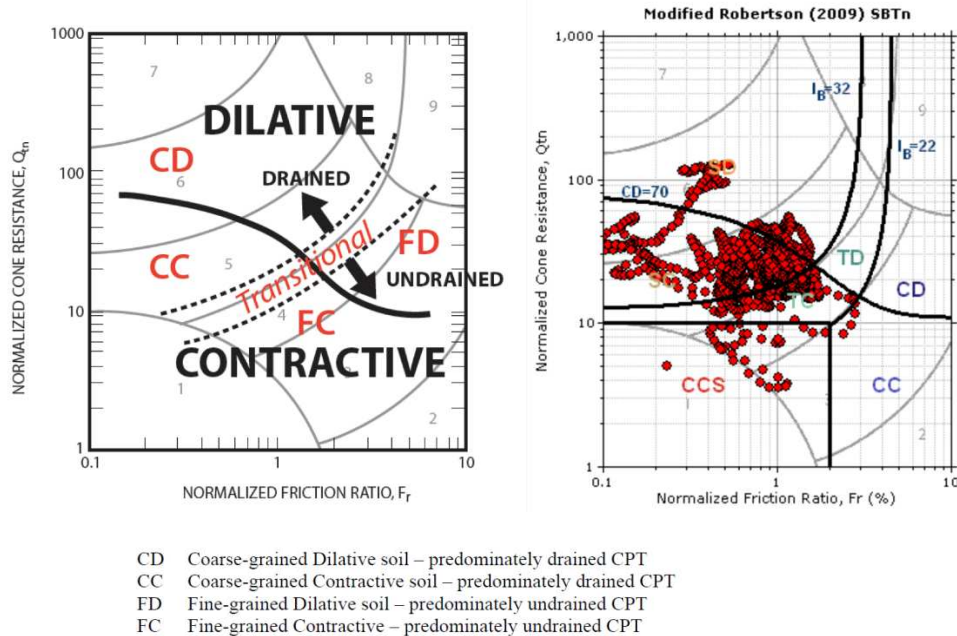 1000
100
10
1
NORMALIZED CONE RESISTANCE, Qtn
7
8
9
DILATIVE
CD
6
DRAINED
CC
5
Transitional
FD
UNDRAINED
4
FC
CONTRACTIVE
1
2
0.1
1
10
NORMALIZED FRICTION RATIO, Fr
Modified Robertson (2009) SBTn
1,000
100
10
1
Normalized Cone Resistance, Qtn
7
IB=32
9
IB=22
SD
CD=70
TD
CD
TC
CCS
CC
1
2
0.1
1
10
Normalized Friction Ratio, Fr (%)
CD Coarse-grained Dilative soil – predominately drained CPT
CC Coarse-grained Contractive soil – predominately drained CPT
FD Fine-grained Dilative soil – predominately undrained CPT
FC Fine-grained Contractive – predominately undrained CPT